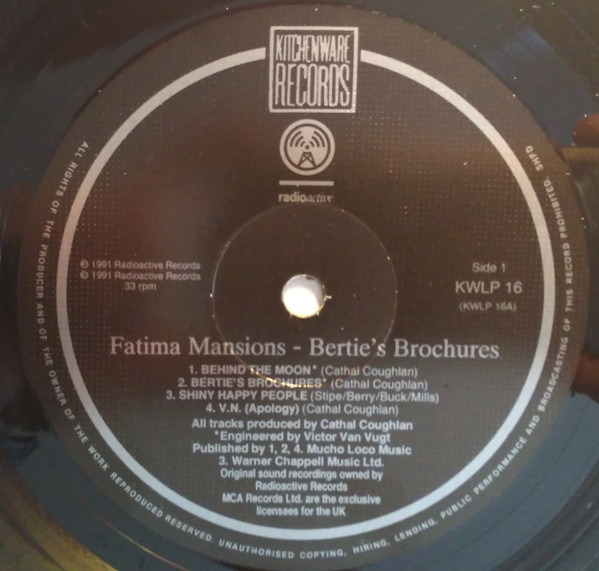 KITCHENWARE
RECORDS
radioactive
℗ 1991 Radioactive Records
© 1991 Radioactive Records
33 rpm
Side 1
KWLP 16
(KWLP 16A)
Fatima Mansions - Bertie's Brochures
1. BEHIND THE MOON* (Cathal Coughlan)
2. BERTIE'S BROCHURES* (Cathal Coughlan)
3. SHINY HAPPY PEOPLE (Stipe/Berry/Buck/Mills)
4. V.N. (Apology) (Cathal Coughlan)
All tracks produced by Cathal Coughlan
*Engineered by Victor Van Vugt
Published by 1, 2, 4. Mucho Loco Music
3. Warner Chappell Music Ltd.
Original sound recordings owned by
Radioactive Records
MCA Records Ltd. are the exclusive
licensees for the UK
ALL RIGHTS OF THE PRODUCER AND OF THE OWNER OF THE WORK REPRODUCED RESERVED. UNAUTHORISED COPYING, HIRING, LENDING, PUBLIC PERFORMANCE AND BROADCASTING OF THIS RECORD PROHIBITED. SHFD